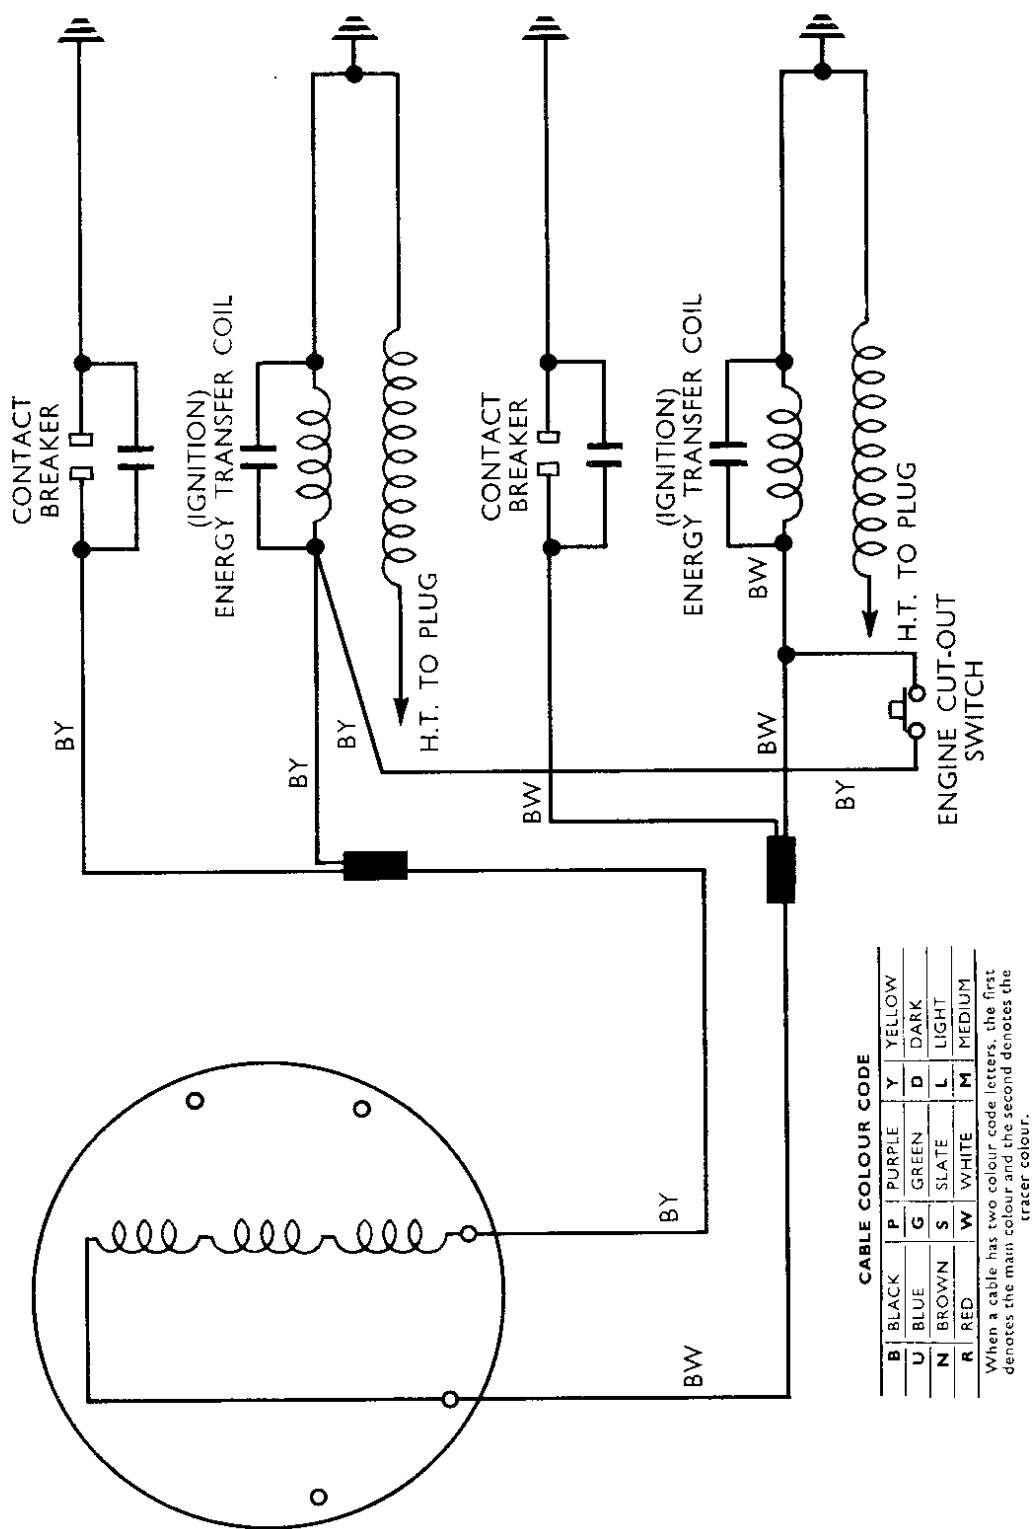 CONTACT
BREAKER
(IGNITION)
ENERGY TRANSFER COIL
CONTACT
BREAKER
(IGNITION)
ENERGY TRANSFER COIL
BY
BY
BY
H.T. TO PLUG
BW
BW
BW
H.T. TO PLUG
BY
ENGINE CUT-OUT
SWITCH
BY
BW
CABLE COLOUR CODE
B BLACK P PURPLE Y YELLOW
U BLUE G GREEN D DARK
N BROWN S SLATE L LIGHT
R RED W WHITE M MEDIUM
When a cable has two colour code letters, the first
denotes the main colour and the second denotes the
tracer colour.